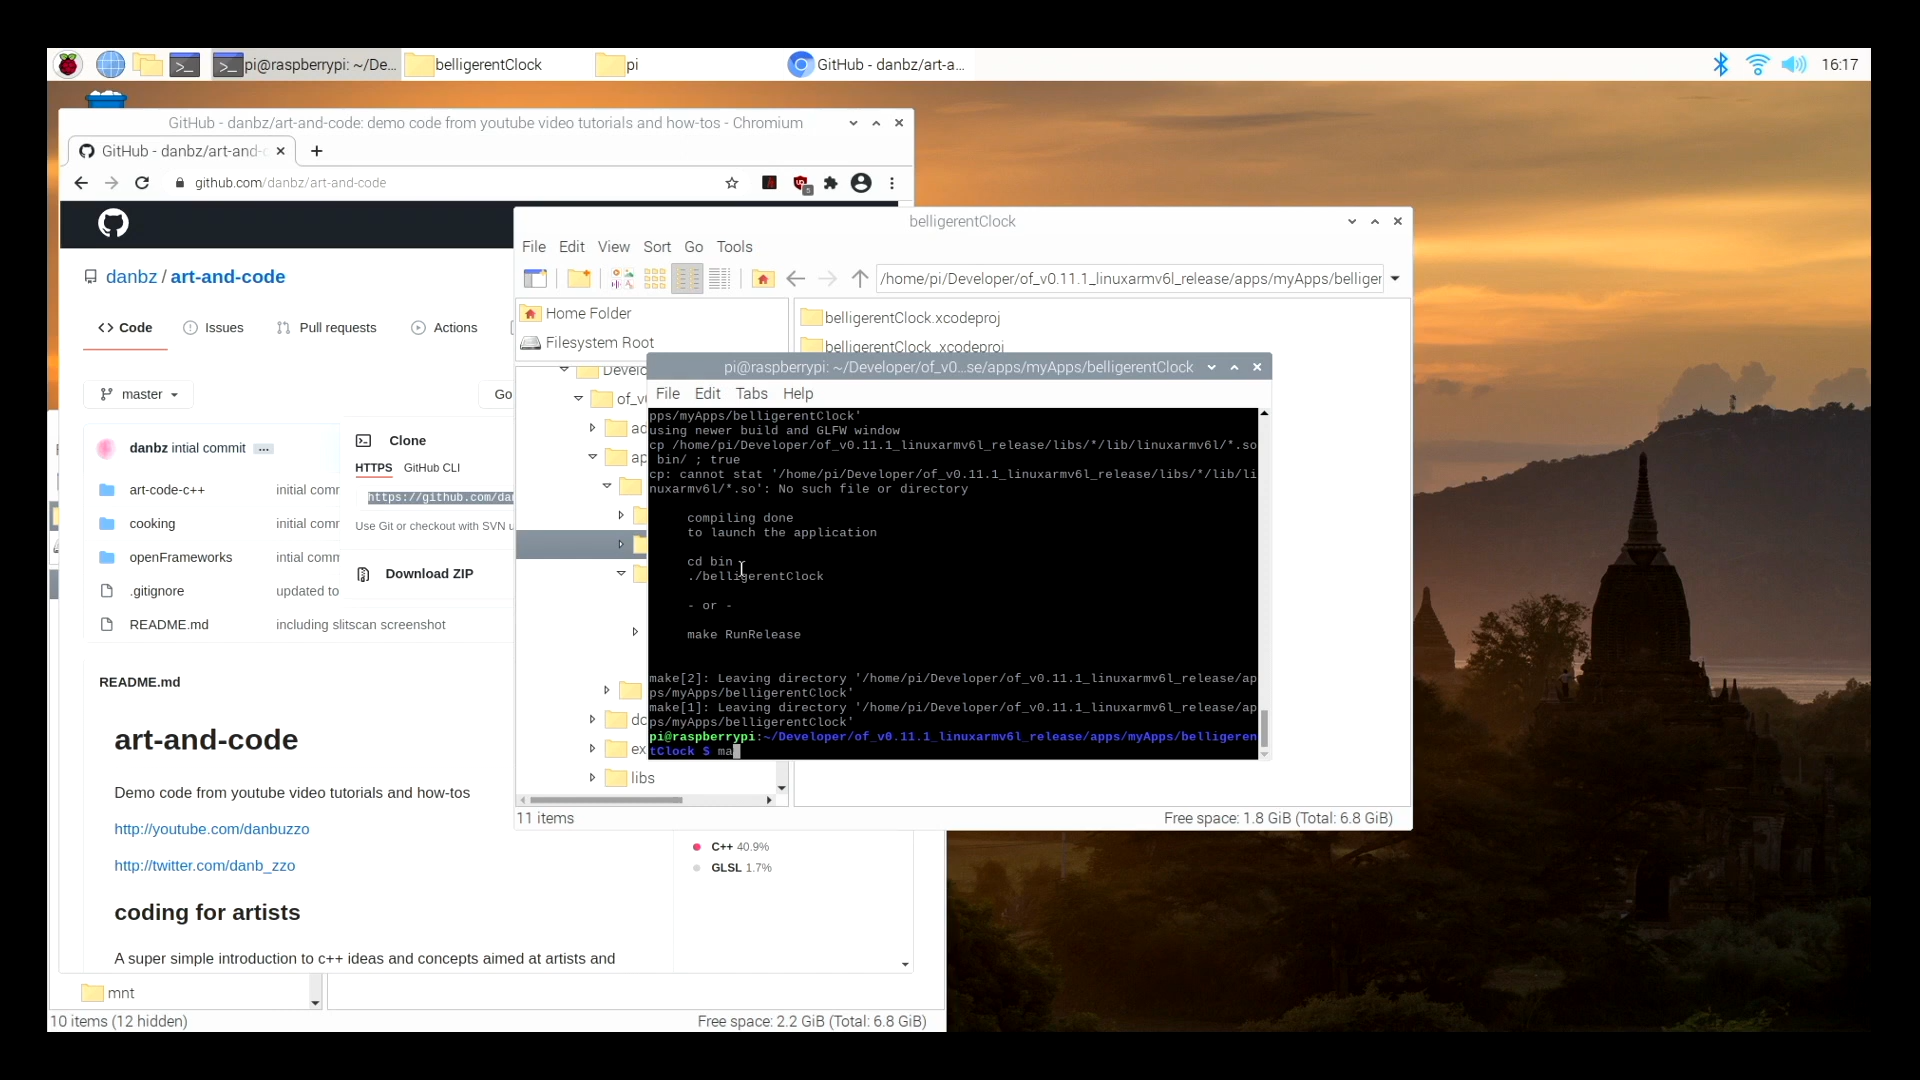 pi@raspberrypi: ~/De...
belligerentClock
pi
GitHub - danbz/art-a...
16:17
GitHub - danbz/art-and-code: demo code from youtube video tutorials and how-tos - Chromium
GitHub - danbz/art-and-c
github.com/danbz/art-and-code
danbz / art-and-code
Code
Issues
Pull requests
Actions
master
Go
danbz intial commit ...
Clone
HTTPS
GitHub CLI
art-code-c++
initial comm
https://github.com/dan
cooking
initial comm
Use Git or checkout with SVN u
openFrameworks
intial comm
Download ZIP
.gitignore
updated to
README.md
including slitscan screenshot
README.md
art-and-code
Demo code from youtube video tutorials and how-tos
http://youtube.com/danbuzzo
http://twitter.com/danb_zzo
coding for artists
A super simple introduction to c++ ideas and concepts aimed at artists and
C++ 40.9%
GLSL 1.7%
mnt
10 items (12 hidden)
Free space: 2.2 GiB (Total: 6.8 GiB)
belligerentClock
File Edit View Sort Go Tools
/home/pi/Developer/of_v0.11.1_linuxarmv6l_release/apps/myApps/belliger
Home Folder
Filesystem Root
belligerentClock.xcodeproj
belligerentClock .xcodeproj
Develo
of_v
ad
ap
do
ex
libs
11 items
Free space: 1.8 GiB (Total: 6.8 GiB)
pi@raspberrypi: ~/Developer/of_v0...se/apps/myApps/belligerentClock
File Edit Tabs Help
pps/myApps/belligerentClock'
using newer build and GLFW window
cp /home/pi/Developer/of_v0.11.1_linuxarmv6l_release/libs/*/lib/linuxarmv6l/*.so
bin/ ; true
cp: cannot stat '/home/pi/Developer/of_v0.11.1_linuxarmv6l_release/libs/*/lib/li
nuxarmv6l/*.so': No such file or directory
compiling done
to launch the application
cd bin
./belligerentClock
- or -
make RunRelease
make[2]: Leaving directory '/home/pi/Developer/of_v0.11.1_linuxarmv6l_release/ap
ps/myApps/belligerentClock'
make[1]: Leaving directory '/home/pi/Developer/of_v0.11.1_linuxarmv6l_release/ap
ps/myApps/belligerentClock'
pi@raspberrypi:~/Developer/of_v0.11.1_linuxarmv6l_release/apps/myApps/belligeren
tClock $ ma